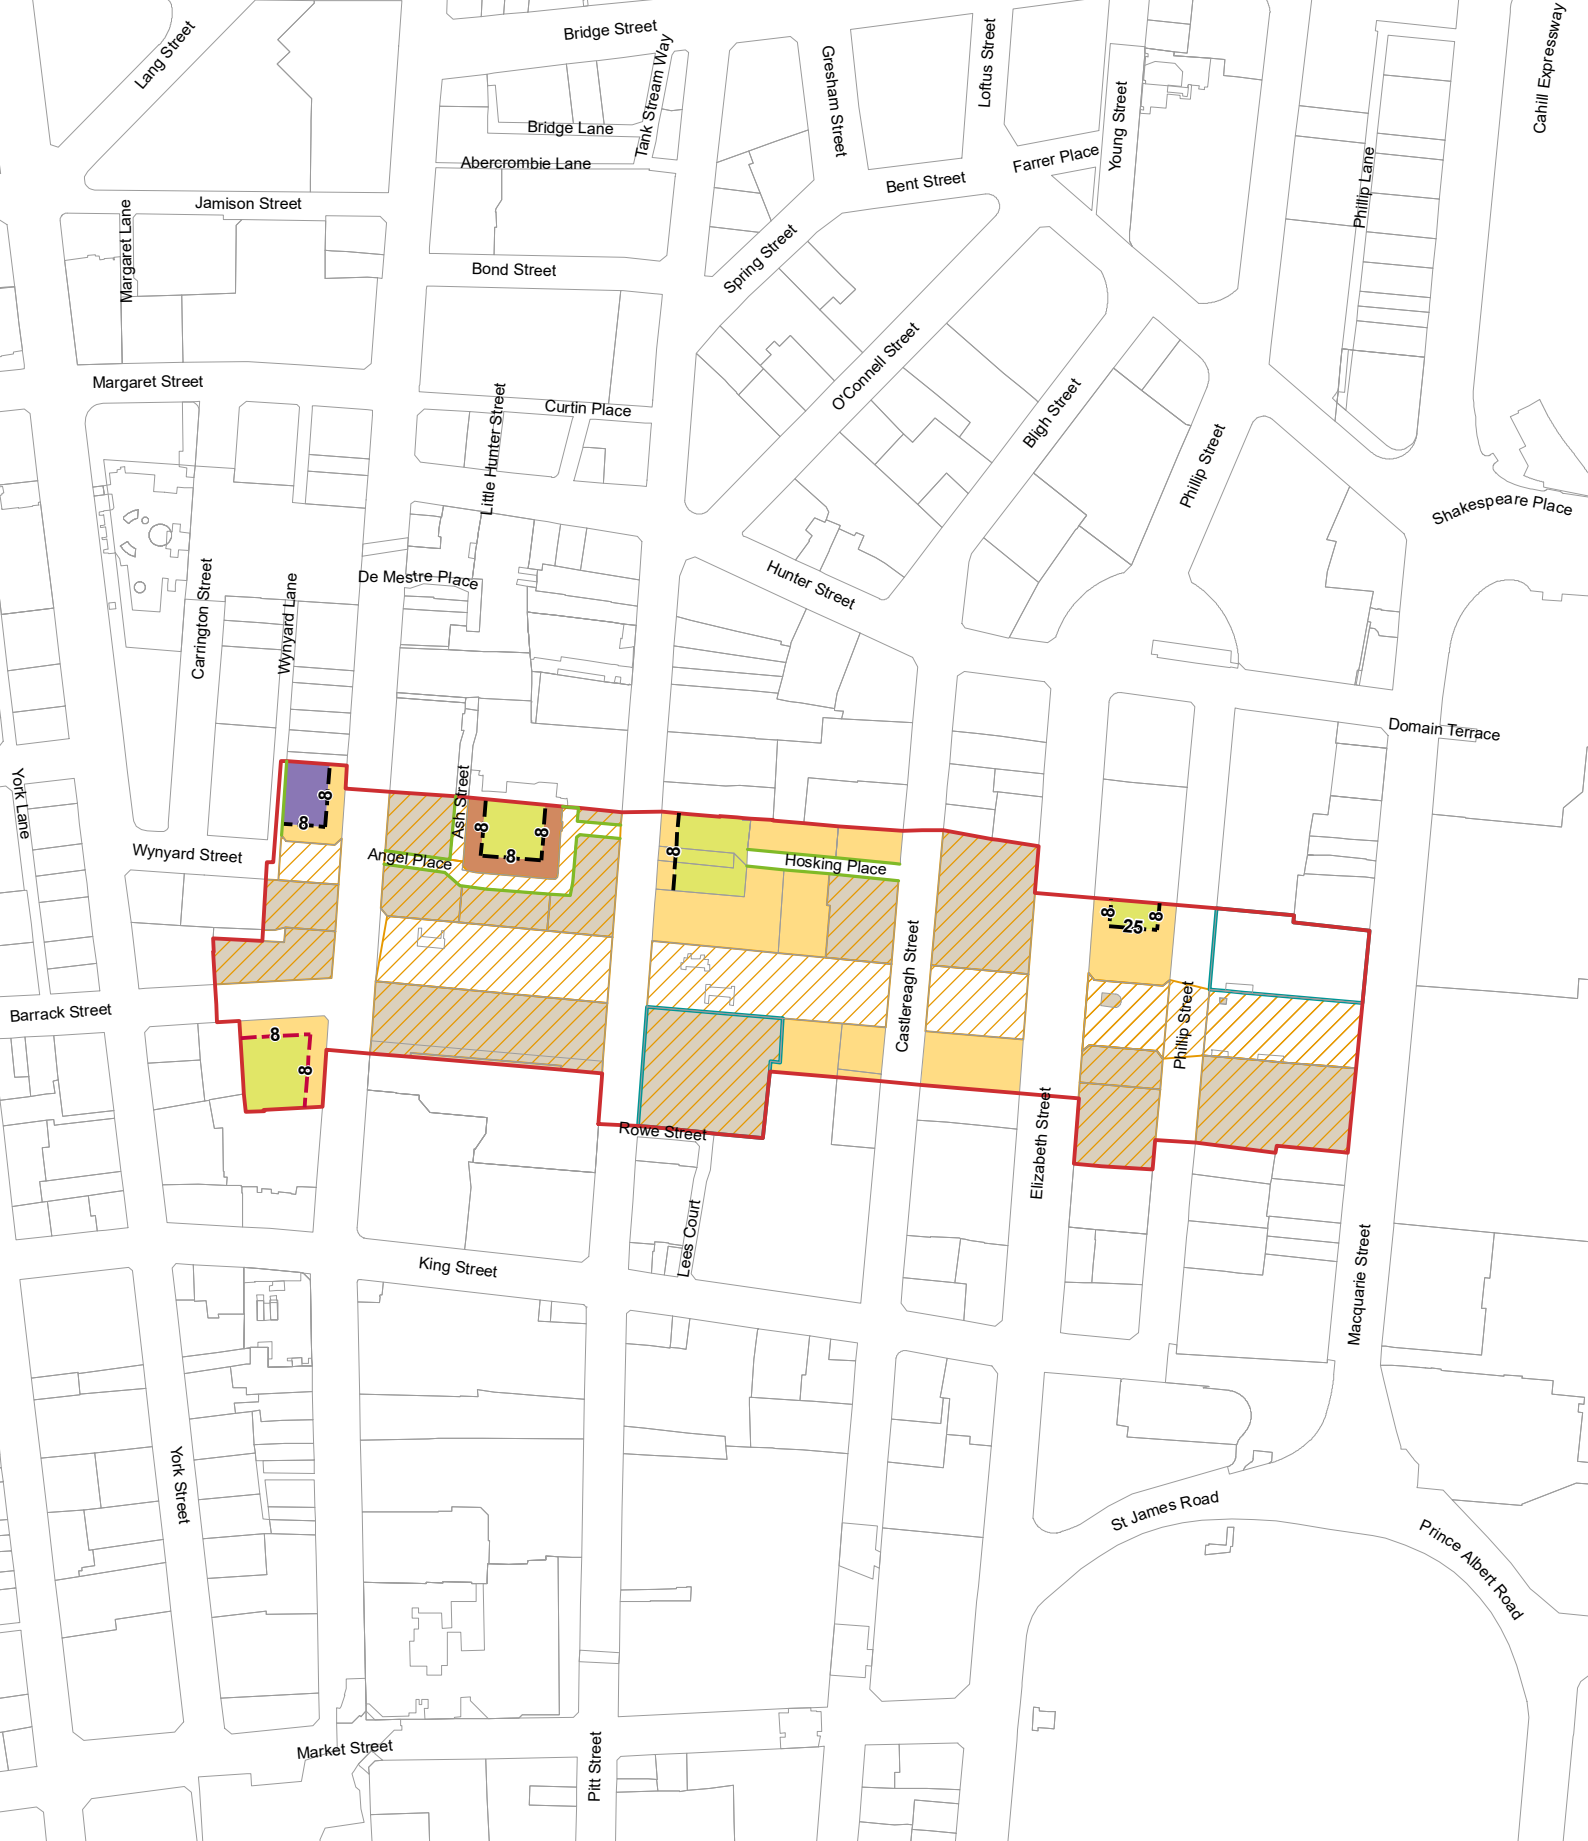 Bridge Street
Lang Street
Tank Stream Way
Gresham Street
Loftus Street
Cahill Expressway
Young Street
Bridge Lane
Abercrombie Lane
Farrer Place
Phillip Lane
Bent Street
Jamison Street
Margaret Lane
Spring Street
Bond Street
O'Connell Street
Margaret Street
Curtin Place
Little Hunter Street
Bligh Street
Phillip Street
Shakespeare Place
De Mestre Place
Hunter Street
Carrington Street
Wynyard Lane
Domain Terrace
York Lane
8
8
Ash Street
8
8
8
8
Wynyard Street
Angel Place
Hosking Place
8
8
25
Castlereagh Street
Phillip Street
Barrack Street
8
8
Rowe Street
Elizabeth Street
Lees Court
King Street
Macquarie Street
York Street
St James Road
Prince Albert Road
Market Street
Pitt Street